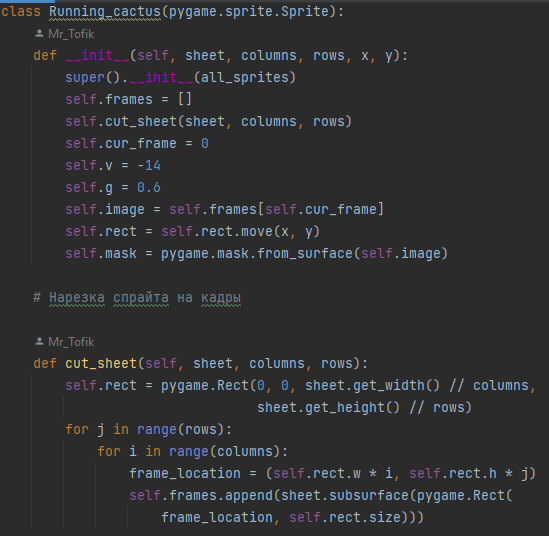 class Running_cactus(pygame.sprite.Sprite):
Mr_Tofik
    def __init__(self, sheet, columns, rows, x, y):
        super().__init__(all_sprites)
        self.frames = []
        self.cut_sheet(sheet, columns, rows)
        self.cur_frame = 0
        self.v = -14
        self.g = 0.6
        self.image = self.frames[self.cur_frame]
        self.rect = self.rect.move(x, y)
        self.mask = pygame.mask.from_surface(self.image)
    # Нарезка спрайта на кадры
Mr_Tofik
    def cut_sheet(self, sheet, columns, rows):
        self.rect = pygame.Rect(0, 0, sheet.get_width() // columns,
                                sheet.get_height() // rows)
        for j in range(rows):
            for i in range(columns):
                frame_location = (self.rect.w * i, self.rect.h * j)
                self.frames.append(sheet.subsurface(pygame.Rect(
                    frame_location, self.rect.size)))